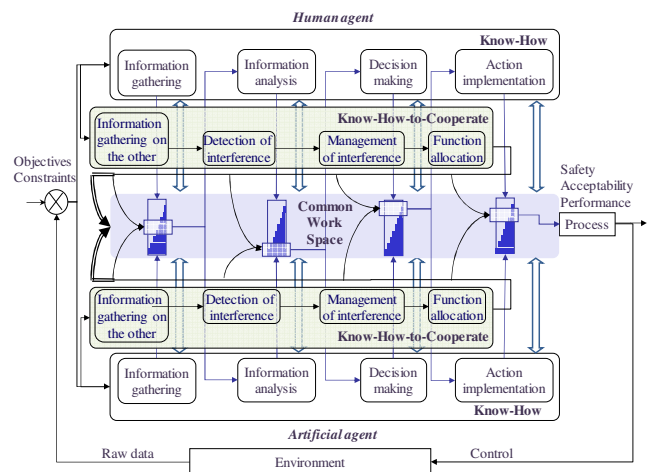 Human agent
Know-How
Information
gathering
Information
analysis
Decision
making
Action
implementation
Know-How-to-Cooperate
Information
gathering on
the other
Detection of
interference
Management
of interference
Function
allocation
Objectives
Constraints
Common
Work
Space
Safety
Acceptability
Performance
Process
Information
gathering on
the other
Detection of
interference
Management
of interference
Function
allocation
Know-How-to-Cooperate
Information
gathering
Information
analysis
Decision
making
Action
implementation
Know-How
Artificial agent
Raw data
Environment
Control